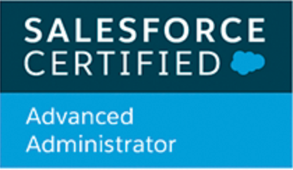 SALESFORCE
CERTIFIED
Advanced
Administrator